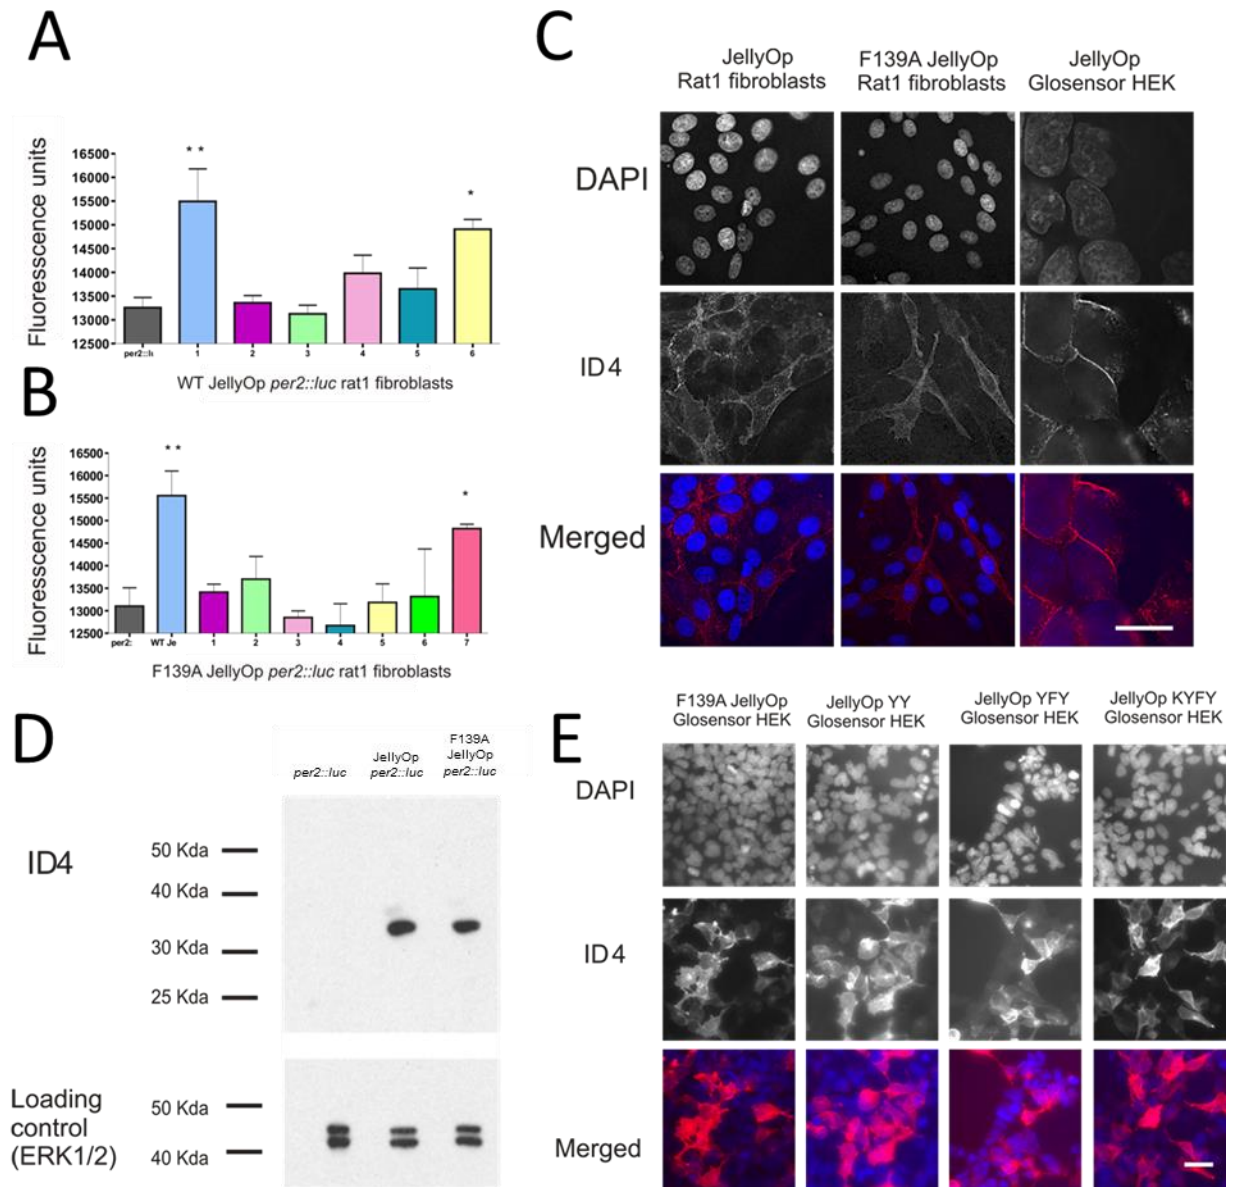 A
Fluorescence units
16500
16000
15500
15000
14500
14000
13500
13000
12500
* *
*
per2::l
1
2
3
4
5
6
WT JellyOp per2::luc rat1 fibroblasts
B
Fluorescence units
16500
16000
15500
15000
14500
14000
13500
13000
12500
* *
*
per2:
WT Je
1
2
3
4
5
6
7
F139A JellyOp per2::luc rat1 fibroblasts
C
JellyOp
Rat1 fibroblasts
F139A JellyOp
Rat1 fibroblasts
JellyOp
Glosensor HEK
DAPI
ID4
Merged
D
per2::luc
JellyOp
per2::luc
F139A
JellyOp
per2::luc
ID4
50 Kda
40 Kda
30 Kda
25 Kda
Loading
control
(ERK1/2)
50 Kda
40 Kda
E
F139A JellyOp
Glosensor HEK
JellyOp YY
Glosensor HEK
JellyOp YFY
Glosensor HEK
JellyOp KYFY
Glosensor HEK
DAPI
ID4
Merged